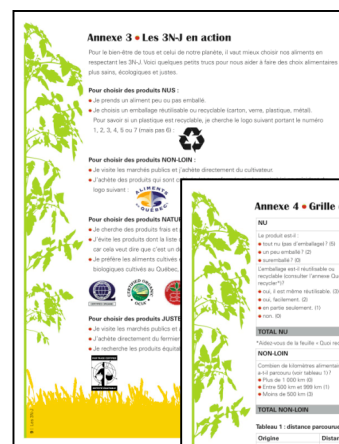 Annexe 3 • Les 3N-J en action
Pour le bien-être de tous et celui de notre planète, il vaut mieux choisir nos aliments en
respectant les 3N-J. Voici quelques petits trucs pour nous aider à faire des choix alimentaires
plus sains, écologiques et justes.
Pour choisir des produits NUS :
• Je prends un aliment peu ou pas emballé.
• Je choisis un emballage réutilisable ou recyclable (carton, verre, plastique, métal).
Pour savoir si un plastique est recyclable, je cherche le logo suivant portant le numéro
1, 2, 3, 4, 5 ou 7 (mais pas 6) :
Pour choisir des produits NON-LOIN :
• Je visite les marchés publics et j'achète directement du cultivateur.
• J'achète des produits qui sont
logo suivant :
ALIMENTS
DU
QUÉBEC
Pour choisir des produits NATU
• Je cherche des produits frais et
• J'évite les produits dont la liste
car cela veut dire que c'est un
• Je préfère les aliments cultivés
biologiques cultivés au Québec,
Pour choisir des produits JUSTE
• Je visite les marchés publics et
• J'achète directement du fermier
• Je recherche les produits équita
Annexe 4 • Grille
NU
Le produit est-il :
• tout nu (pas d'emballage) ? (5)
• un peu emballé ? (2)
• suremballé ? (0)
L'emballage est-il réutilisable ou
recyclable (consulter l'annexe Qu
recycler*)?
• oui, il est même réutilisable. (3)
• oui, facilement. (2)
• en partie seulement. (1)
• non. (0)
TOTAL NU
*Aidez-vous de la feuille « Quoi rec
NON-LOIN
Combien de kilomètres alimentai
a-t-il parcouru (voir tableau 1) ?
• Plus de 1 000 km (0)
• Entre 500 et 999 km (1)
• Moins de 500 km (3)
TOTAL NON-LOIN
Tableau 1 : distance parcourue
Origine Distan